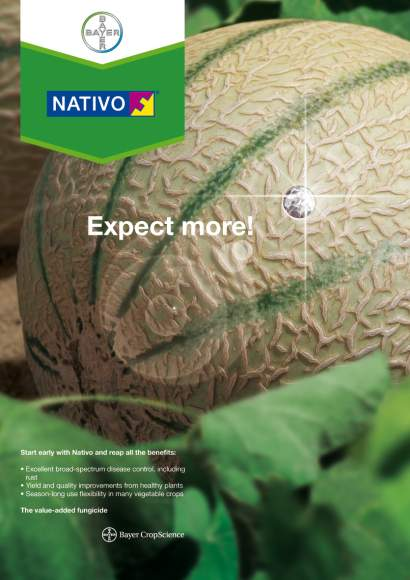 BAYER
BAYER
NATIVO
Expect more!
Start early with Nativo and reap all the benefits:
• Excellent broad-spectrum disease control, including
rust
• Yield and quality improvements from healthy plants
• Season-long use flexibility in many vegetable crops
The value-added fungicide
Bayer CropScience